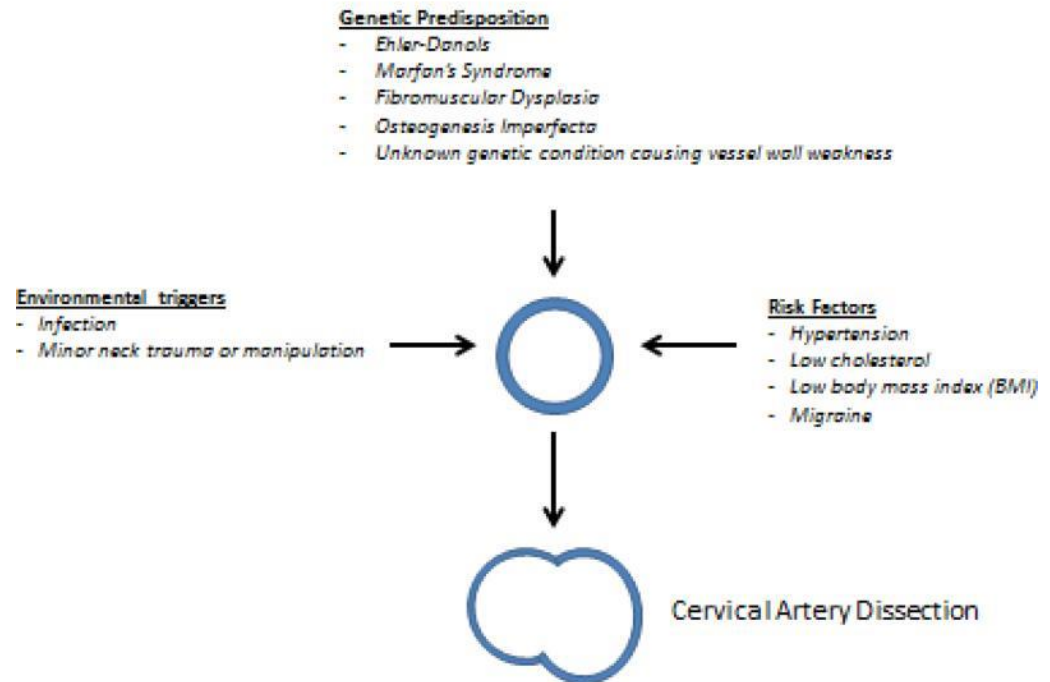 Genetic Predisposition
- Ehler-Danols
- Marfan's Syndrome
- Fibromuscular Dysplasia
- Osteogenesis Imperfecta
- Unknown genetic condition causing vessel wall weakness
Environmental triggers
- Infection
- Minor neck trauma or manipulation
Risk Factors
- Hypertension
- Low cholesterol
- Low body mass index (BMI)
- Migraine
Cervical Artery Dissection